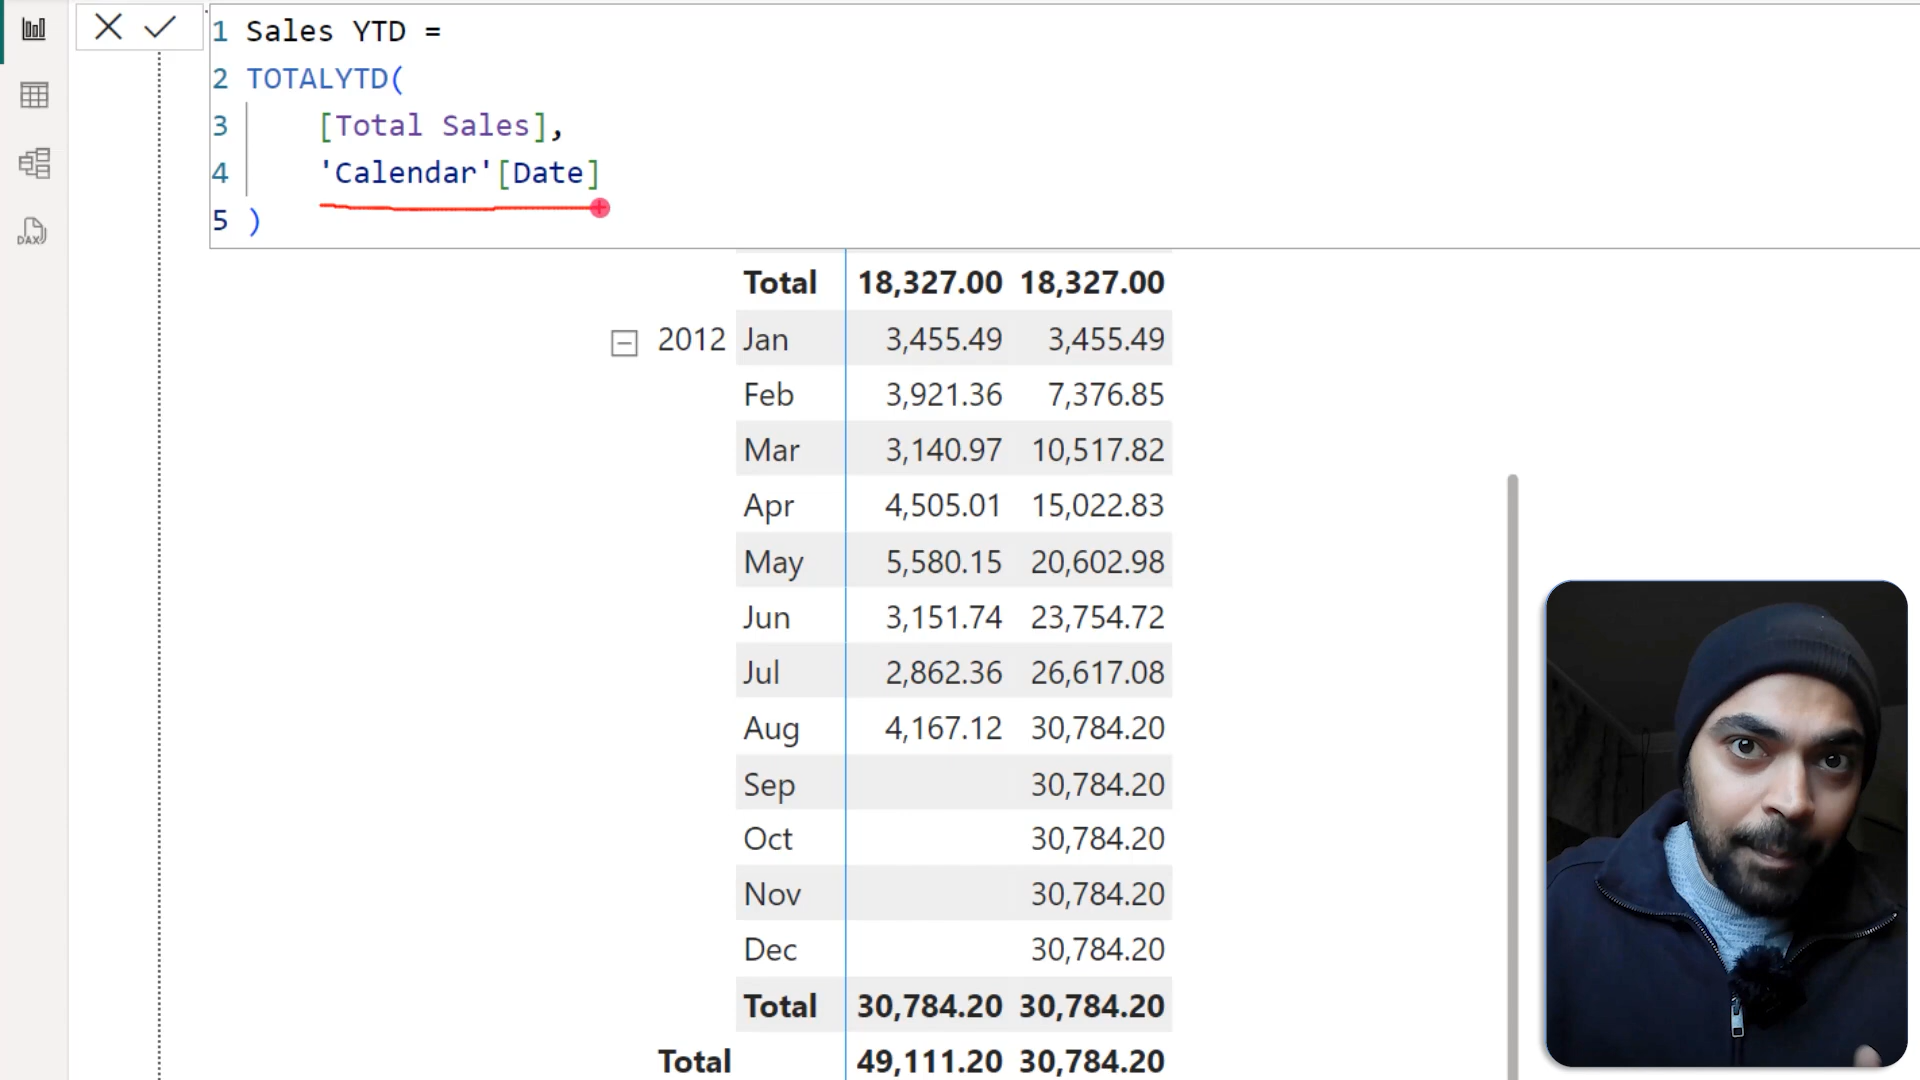 1 Sales YTD =
2 TOTALYTD(
3 [Total Sales],
4 'Calendar'[Date]
5 )
DAX
Total 18,327.00 18,327.00
2012 Jan 3,455.49 3,455.49
Feb 3,921.36 7,376.85
Mar 3,140.97 10,517.82
Apr 4,505.01 15,022.83
May 5,580.15 20,602.98
Jun 3,151.74 23,754.72
Jul 2,862.36 26,617.08
Aug 4,167.12 30,784.20
Sep 30,784.20
Oct 30,784.20
Nov 30,784.20
Dec 30,784.20
Total 30,784.20 30,784.20
Total 49,111.20 30,784.20